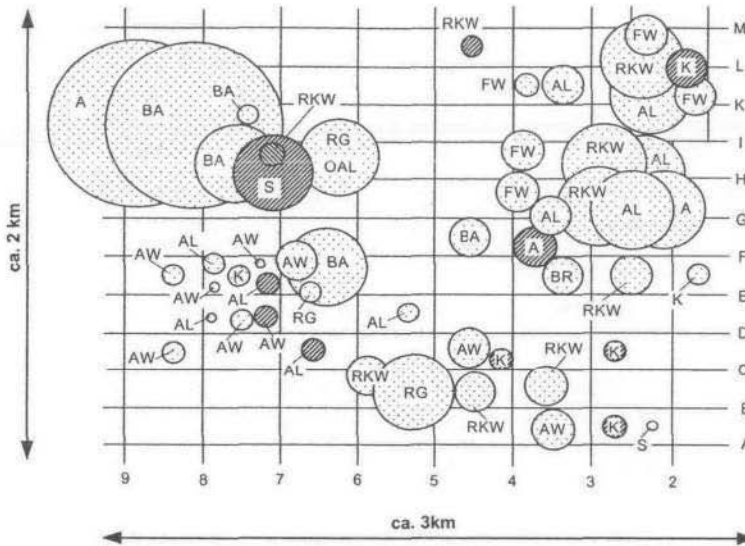 RKW M
FW
L
RKW K
FW AL
A BA BA RKW AL FW K
RG
BA OAL FW RKW AL I
S
FW RKW H
AL AL A
G
BA A
AL AW
AW AW BA F
K BR
AW AL RG RKW K E
AL AL
AW AW D
AW
AW AL K RKW K
C
RKW RG
RKW
AW K S A
9 8 7 6 5 4 3 2
ca. 2 km
ca. 3km